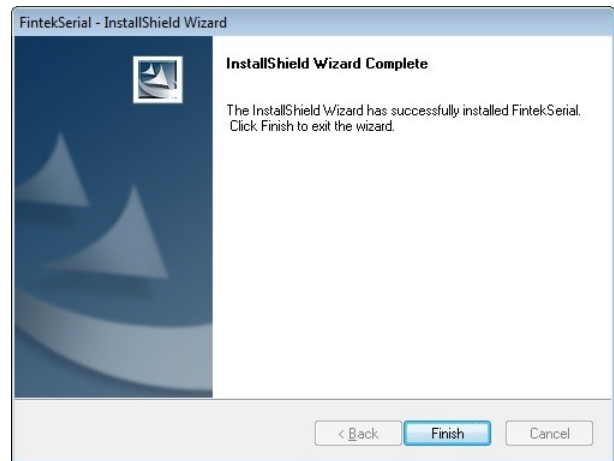 FintekSerial - InstallShield Wizard
InstallShield Wizard Complete
The InstallShield Wizard has successfully installed FintekSerial.
Click Finish to exit the wizard.
< Back
Finish
Cancel